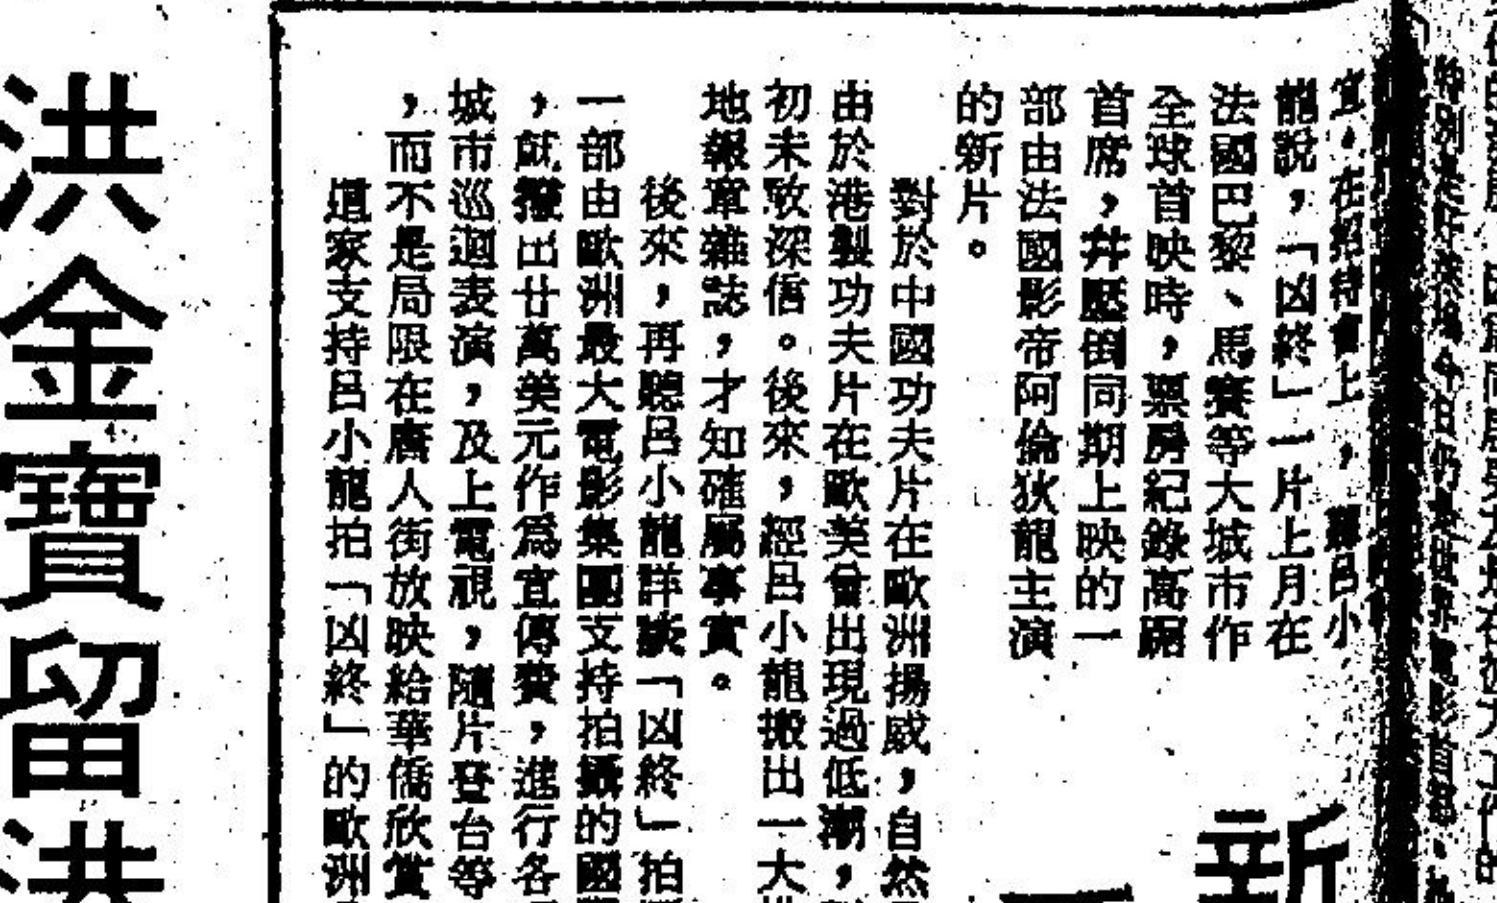 宜。在招待會上，聽呂小
龍說，「凶終」一片上月在
法國巴黎、馬賽等大城市作
全球首映時，票房紀錄高踞
首席，幷壓倒同期上映的一
部由法國影帝阿倫狄龍主演
的新片。
對於中國功夫片在歐洲揚威，自然
由於港製功夫片在歐美曾出現過低潮，
初未敢深信。後來，經呂小龍搬出一大
地報章雜誌，才知確屬事實。
後來，再聽呂小龍詳談「凶終」拍
一部由歐洲最大電影集團支持拍攝的國
，就撥出廿萬美元作爲宣傳費，進行各
城市巡迴表演，及上電視，隨片登台等
，而不是局限在唐人街放映給華僑欣賞
這家支持呂小龍拍「凶終」的歐洲
新
洪金寶留洪